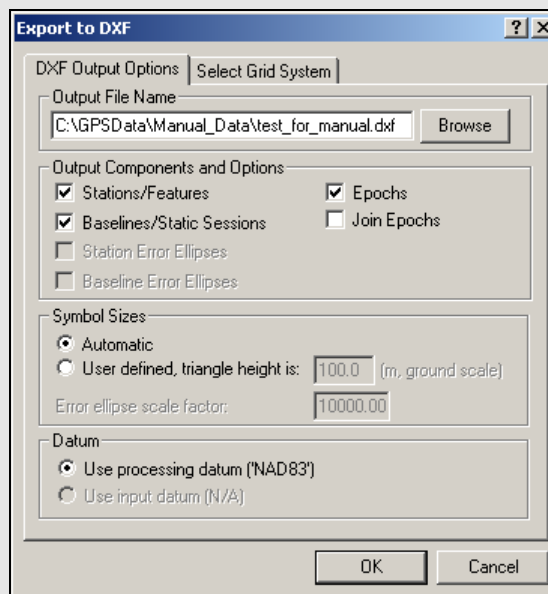 Export to DXF
DXF Output Options Select Grid System
Output File Name
C:\GPSData\Manual_Data\test_for_manual.dxf Browse
Output Components and Options
Stations/Features Epochs
Baselines/Static Sessions Join Epochs
Station Error Ellipses
Baseline Error Ellipses
Symbol Sizes
Automatic
User defined, triangle height is: 100.0 (m, ground scale)
Error ellipse scale factor: 10000.00
Datum
Use processing datum ('NAD83')
Use input datum (N/A)
OK Cancel